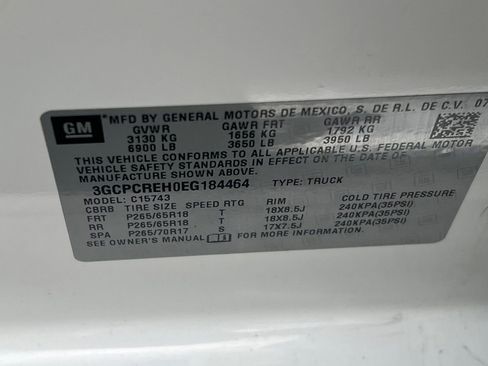 GM
*MFD BY GENERAL MOTORS DE MEXICO, S. DE R.L. DE C.V. 07
GVWR GAWR FRT GAWR RR
3130 KG 1656 KG 1792 KG
6900 LB 3650 LB 3950 LB
THIS VEHICLE CONFORMS TO ALL APPLICABLE U.S. FEDERAL MOTOR
VEHICLE SAFETY STANDARDS IN EFFECT ON THE DATE OF
MANUFACTURE SHOWN ABOVE.
3GCPCREH0EG184464 TYPE: TRUCK
MODEL: C15743
TIRE SIZE SPEED RTG RIM COLD TIRE PRESSURE
FRT P265/65R18 T 18X8.5J 240KPA(35PSI)
RR P265/65R18 T 18X8.5J 240KPA(35PSI)
SPA P265/70R17 S 17X7.5J 240KPA(35PSI)
SEE OWNER'S MANUAL FOR MORE INFORMATION.